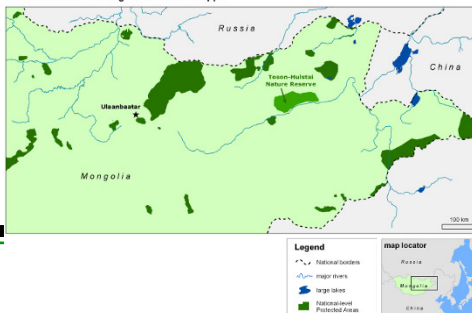 Russia
China
Toson-Hulstai
Nature Reserve
Ulaanbaatar
Mongolia
100 km
Legend
National borders
major rivers
large lakes
National-level
Protected Areas
map locator
Russia
Mongolia
China